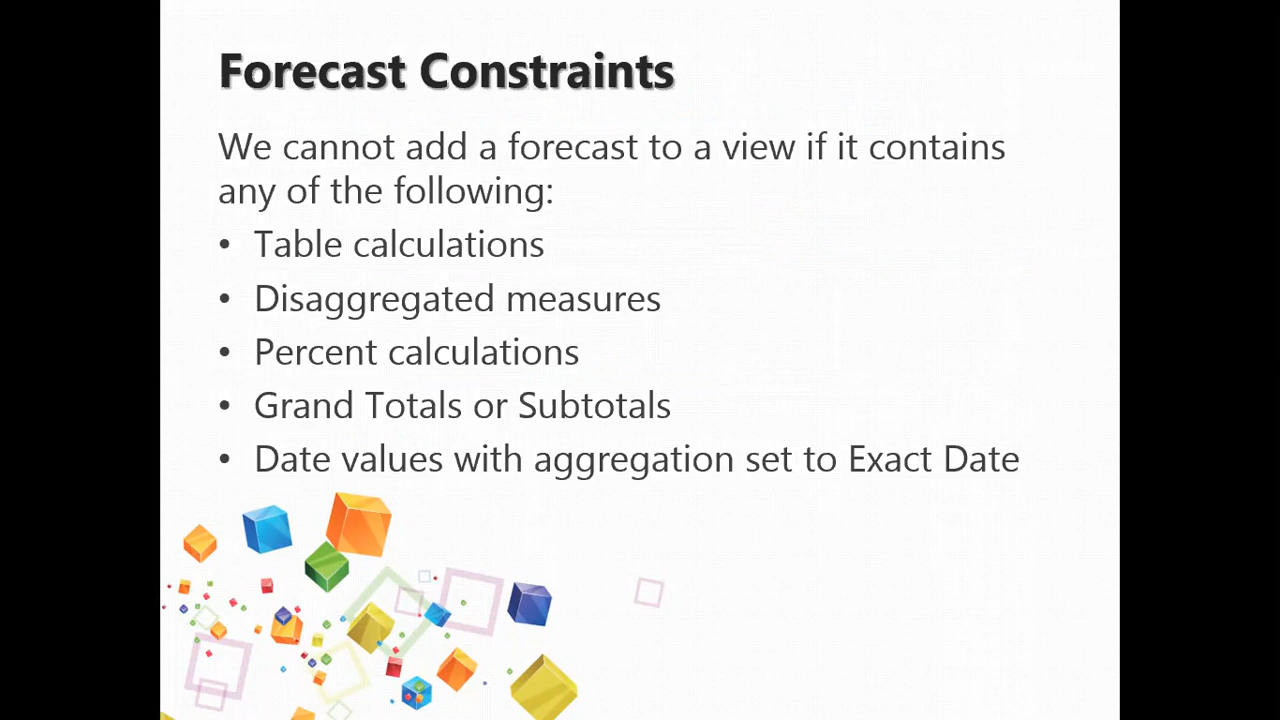 Forecast Constraints
We cannot add a forecast to a view if it contains
any of the following:
• Table calculations
• Disaggregated measures
• Percent calculations
• Grand Totals or Subtotals
• Date values with aggregation set to Exact Date